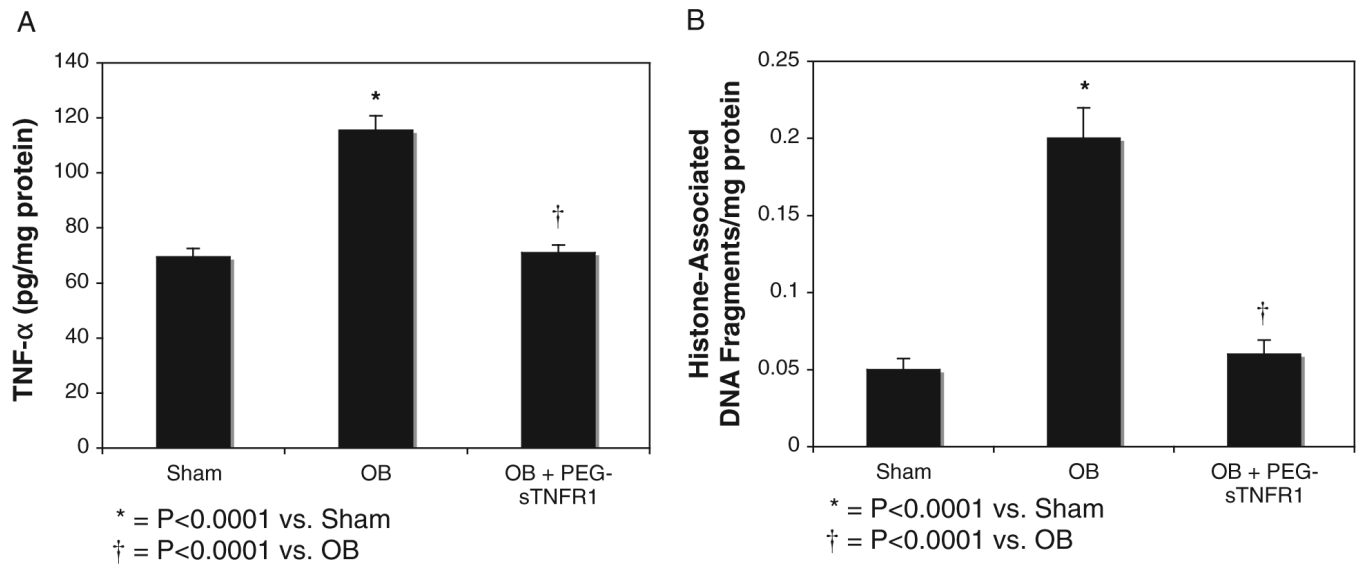 A
TNF-α (pg/mg protein)
140
120
100
80
60
40
20
0
*
†
Sham
OB
OB + PEG-
sTNFR1
* = P<0.0001 vs. Sham
† = P<0.0001 vs. OB
B
Histone-Associated
DNA Fragments/mg protein
0.25
0.2
0.15
0.1
0.05
0
*
†
Sham
OB
OB + PEG-
sTNFR1
* = P<0.0001 vs. Sham
† = P<0.0001 vs. OB